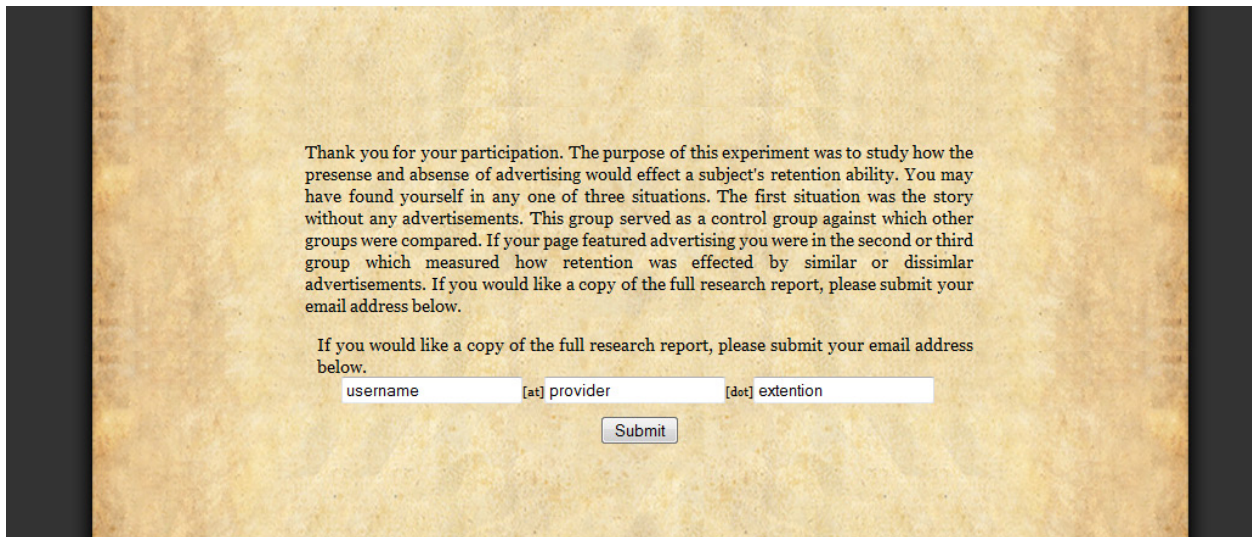 Thank you for your participation. The purpose of this experiment was to study how the
presense and absense of advertising would effect a subject's retention ability. You may
have found yourself in any one of three situations. The first situation was the story
without any advertisements. This group served as a control group against which other
groups were compared. If your page featured advertising you were in the second or third
group which measured how retention was effected by similar or dissimlar
advertisements. If you would like a copy of the full research report, please submit your
email address below.
If you would like a copy of the full research report, please submit your email address
below.
username [at] provider [dot] extention
Submit